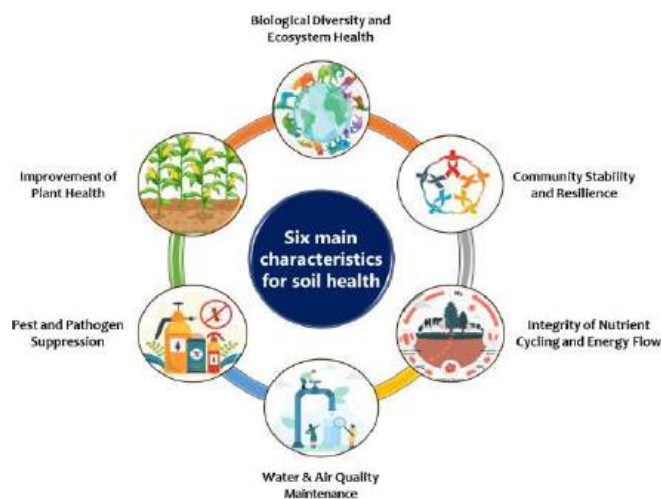 Biological Diversity and
Ecosystem Health
Improvement of
Plant Health
Community Stability
and Resilience
Six main
characteristics
for soil health
Pest and Pathogen
Suppression
Integrity of Nutrient
Cycling and Energy Flow
Water & Air Quality
Maintenance